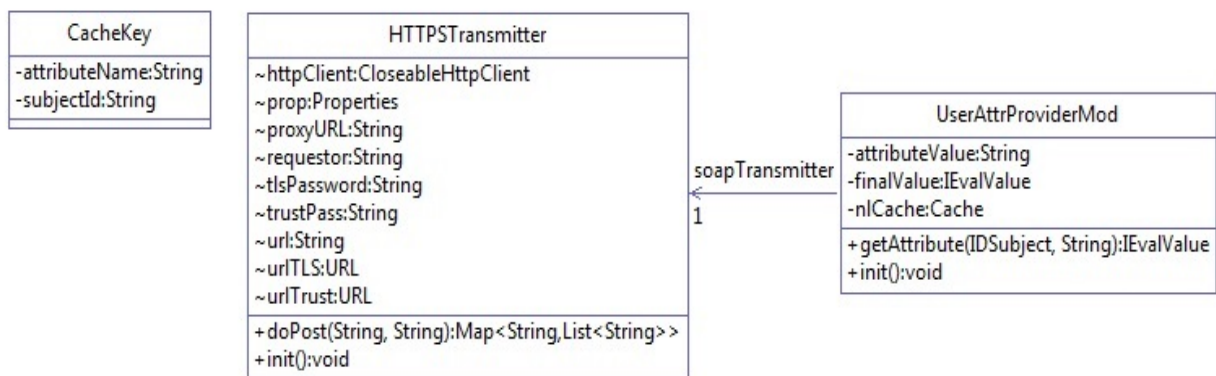 CacheKey
-attributeName:String
-subjectId:String
HTTPSTransmitter
~httpClient:CloseableHttpClient
~prop:Properties
~proxyURL:String
~requestor:String
~tlsPassword:String
~trustPass:String
~url:String
~urlTLS:URL
~urlTrust:URL
+doPost(String, String):Map<String,List<String>>
+init():void
soapTransmitter
1
UserAttrProviderMod
-attributeValue:String
-finalValue:IEvalValue
-nlCache:Cache
+getAttribute(IDSubject, String):IEvalValue
+init():void